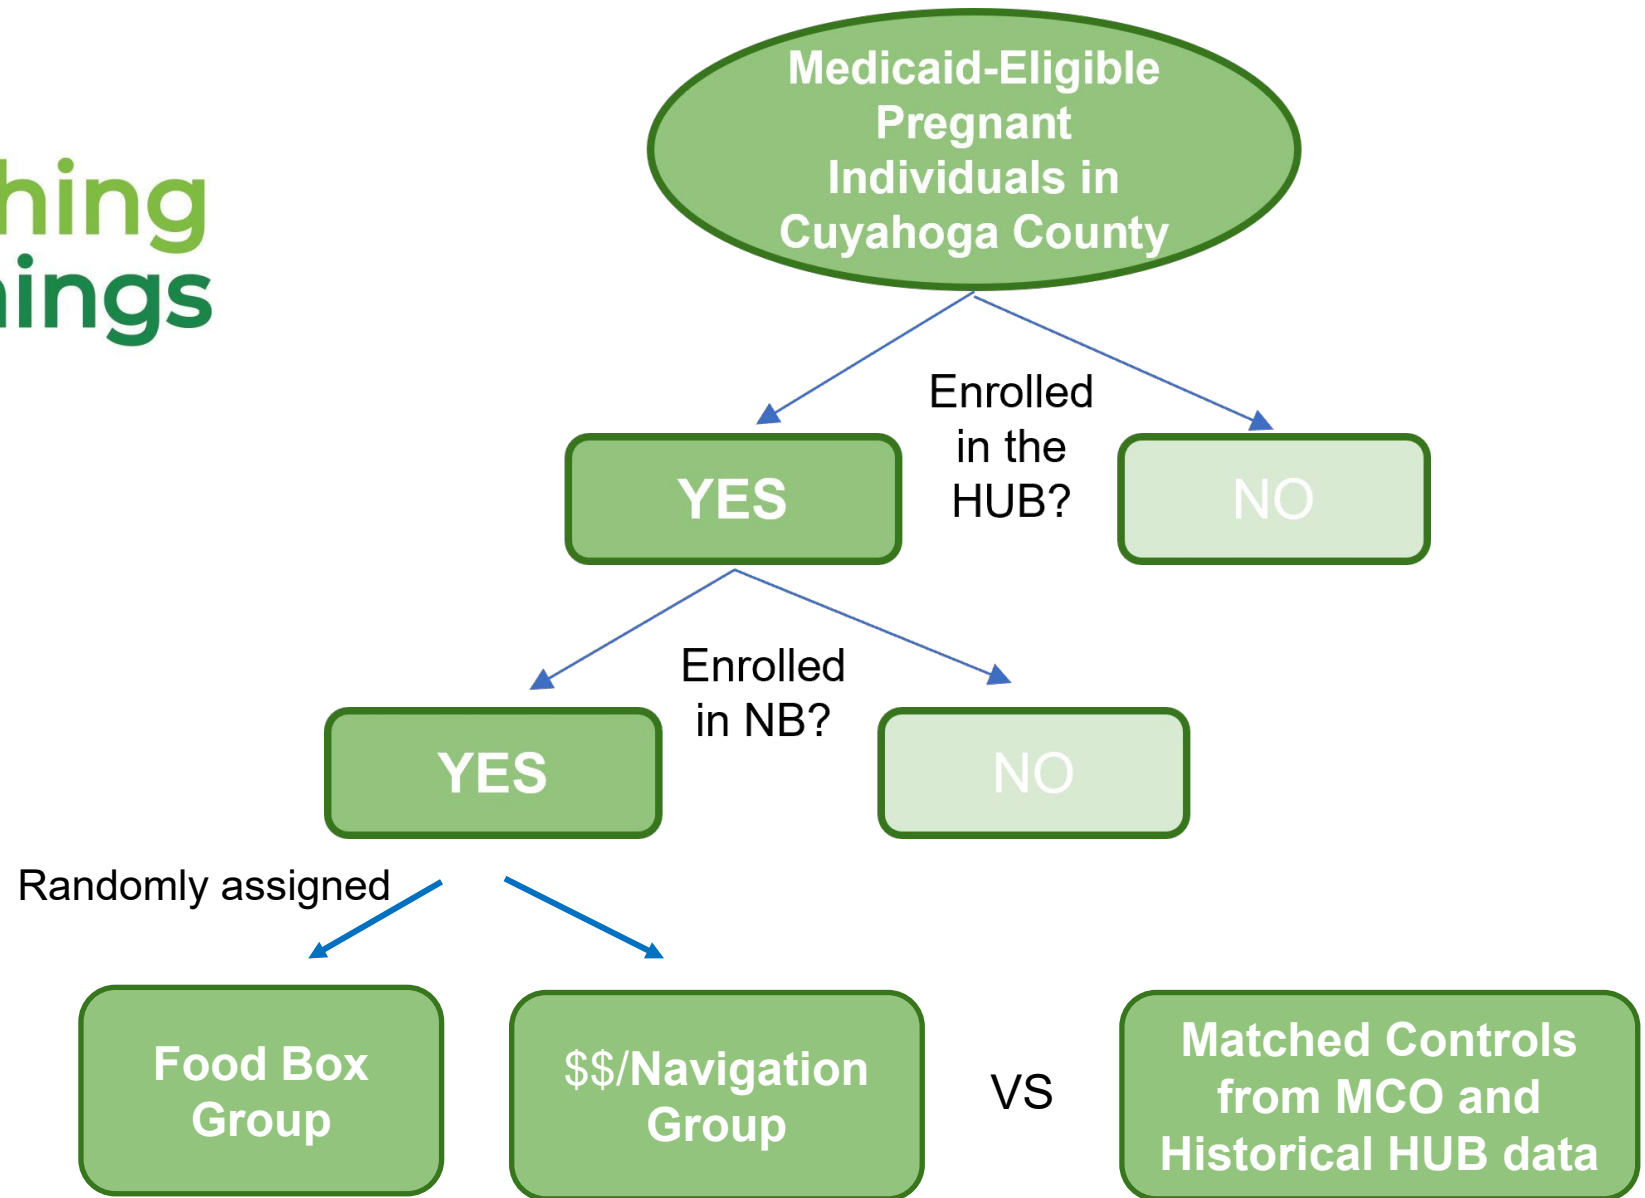 Medicaid-Eligible
Pregnant
Individuals in
Cuyahoga County
hing
ings
Enrolled
in the
HUB?
YES
NO
Enrolled
in NB?
YES
NO
Randomly assigned
Food Box
Group
$$/Navigation
Group
VS
Matched Controls
from MCO and
Historical HUB data